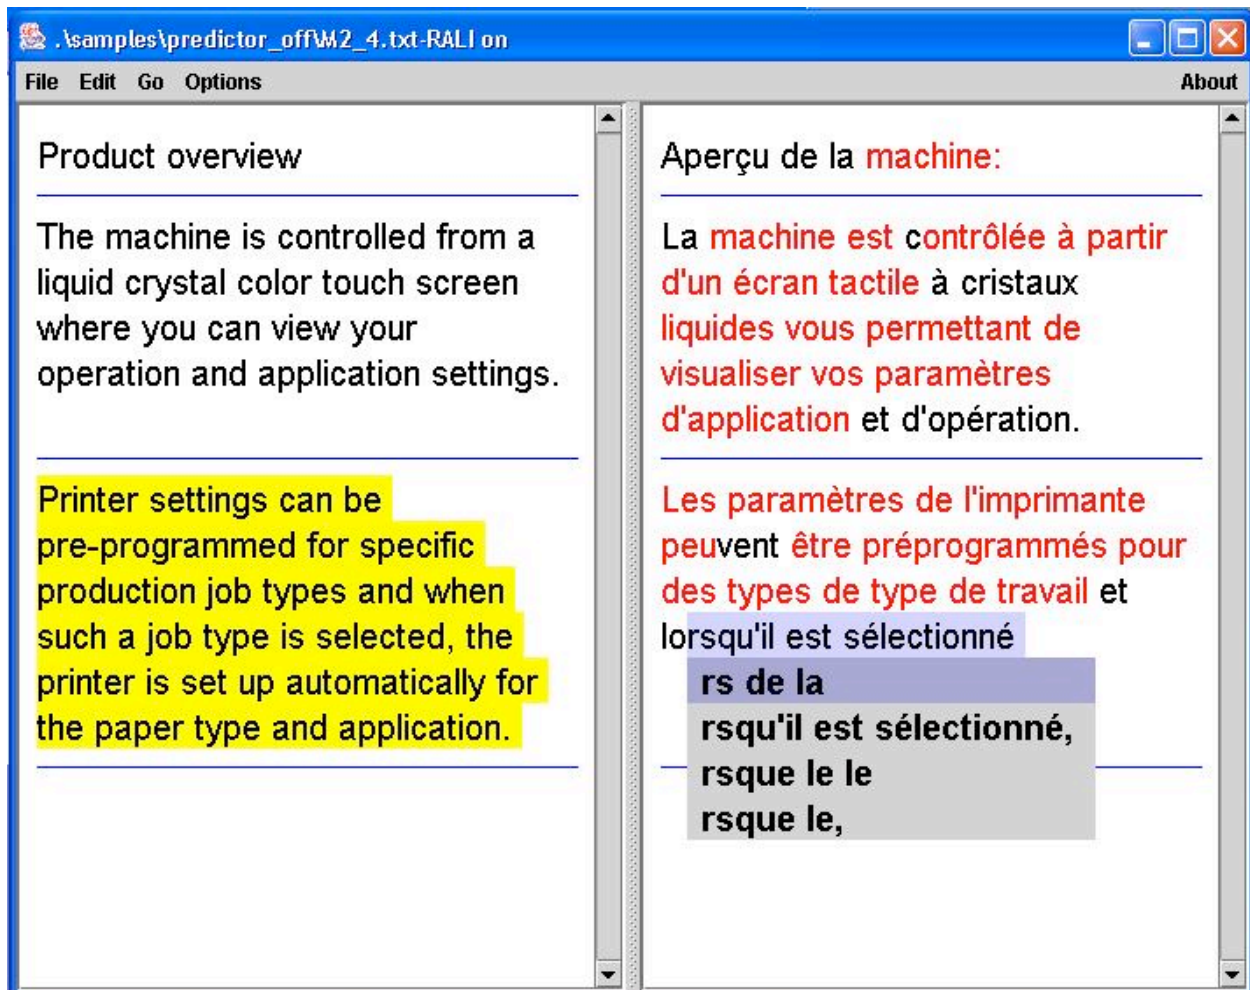 .\samples\predictor_off\M2_4.txt-RALI on
File Edit Go Options About
Product overview
The machine is controlled from a
liquid crystal color touch screen
where you can view your
operation and application settings.
Printer settings can be
pre-programmed for specific
production job types and when
such a job type is selected, the
printer is set up automatically for
the paper type and application.
Aperçu de la machine:
La machine est contrôlée à partir
d'un écran tactile à cristaux
liquides vous permettant de
visualiser vos paramètres
d'application et d'opération.
Les paramètres de l'imprimante
peuvent être préprogrammés pour
des types de type de travail et
lorsqu'il est sélectionné
rs de la
rsqu'il est sélectionné,
rsque le le
rsque le,